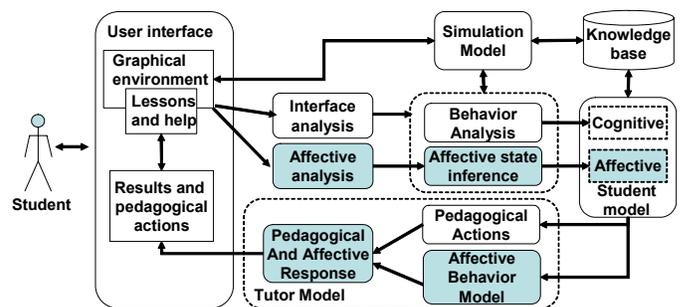 User interface
Graphical
environment
Lessons
and help
Results and
pedagogical
actions
Student
Interface
analysis
Affective
analysis
Simulation
Model
Knowledge
base
Behavior
Analysis
Affective state
inference
Cognitive
Affective
Student
model
Pedagogical
Actions
Affective
Behavior
Model
Pedagogical
And Affective
Response
Tutor Model